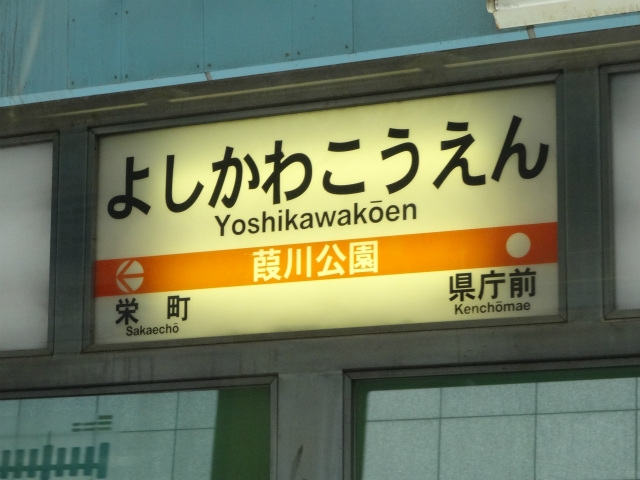 よしかわこうえん
Yoshikawakōen
葭川公園
栄町
Sakaechō
県庁前
Kenchōmae